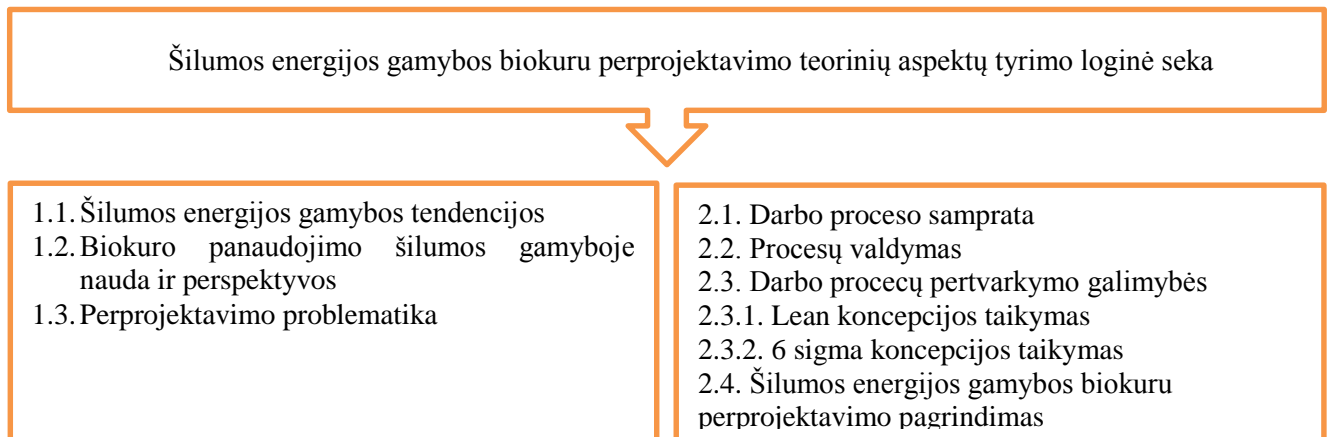 Šilumos energijos gamybos biokuru perprojektavimo teorinių aspektų tyrimo loginė seka
1.1. Šilumos energijos gamybos tendencijos
1.2. Biokuro panaudojimo šilumos gamyboje
nauda ir perspektyvos
1.3. Perprojektavimo problematika
2.1. Darbo proceso samprata
2.2. Procesų valdymas
2.3. Darbo procecų pertvarkymo galimybės
2.3.1. Lean koncepcijos taikymas
2.3.2. 6 sigma koncepcijos taikymas
2.4. Šilumos energijos gamybos biokuru
perprojektavimo pagrindimas